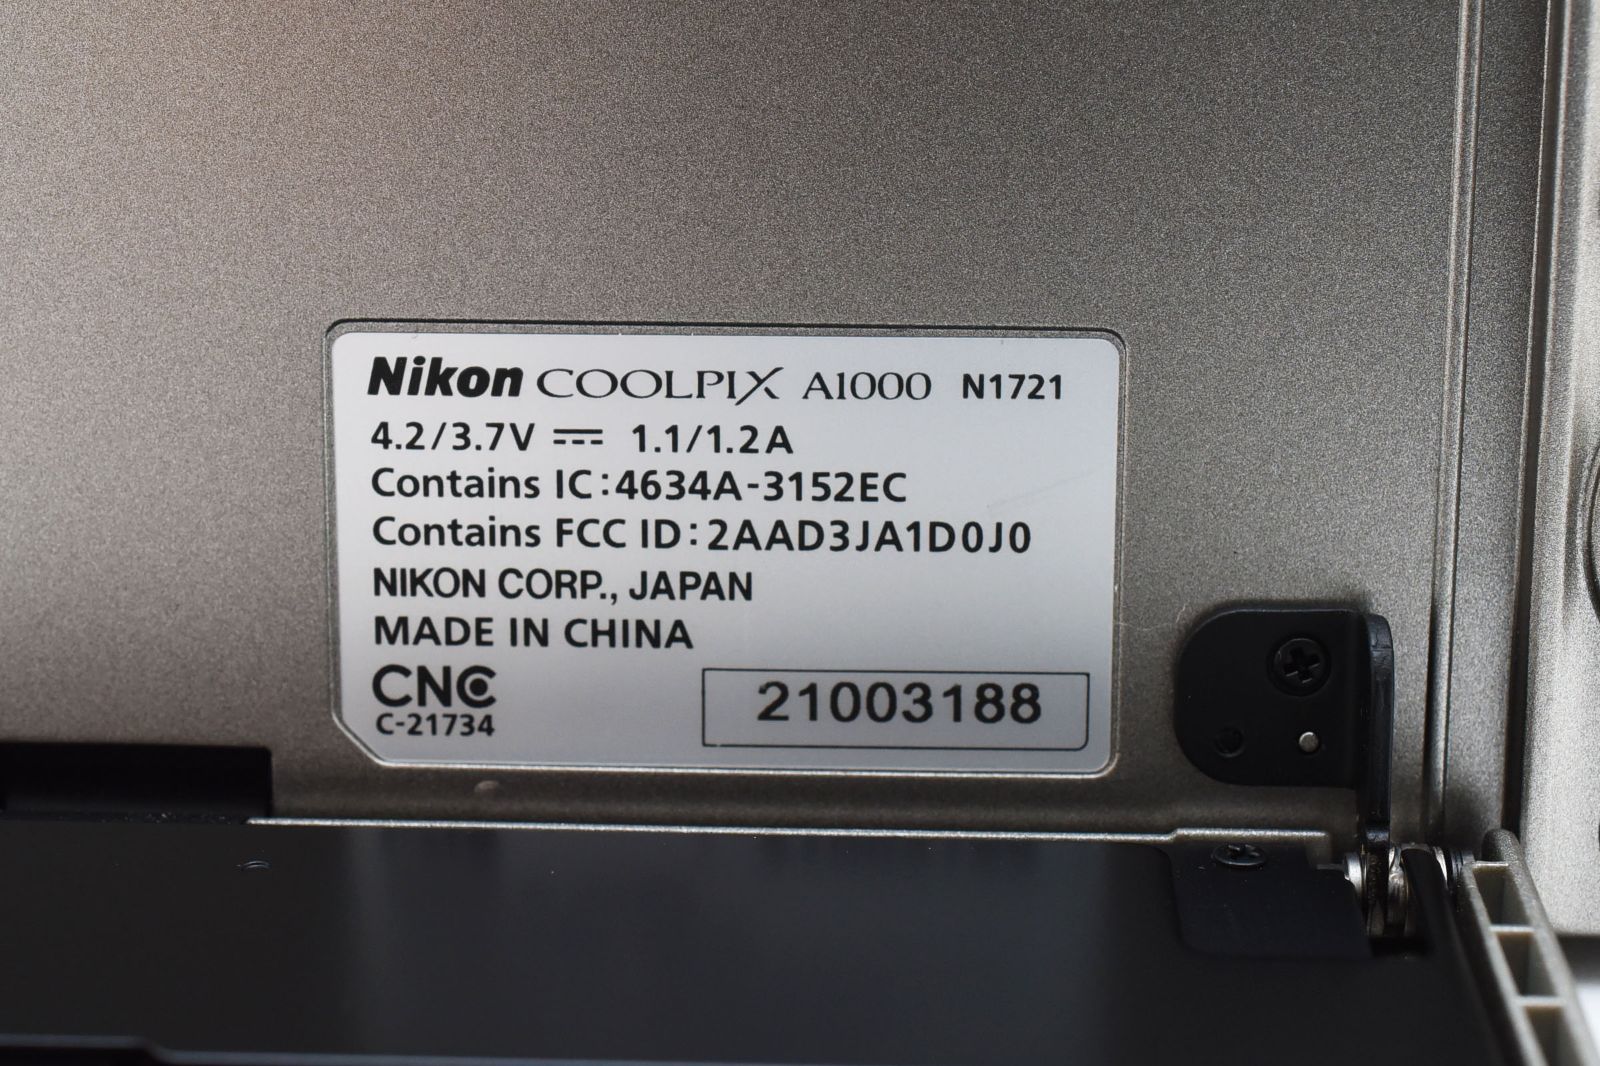 Nikon COOLPIX A1000 N1721
4.2/3.7V ⎓ 1.1/1.2A
Contains IC:4634A-3152EC
Contains FCC ID:2AAD3JA1D0J0
NIKON CORP., JAPAN
MADE IN CHINA
CNC
C-21734
21003188